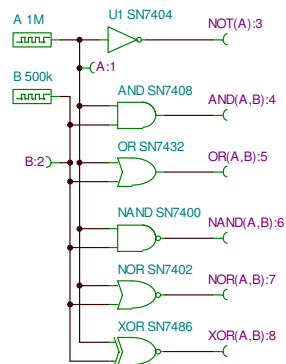 U1 SN7404
A 1M
NOT(A):3
A:1
B 500k
AND SN7408
AND(A,B):4
OR SN7432
OR(A,B):5
B:2
NAND SN7400
NAND(A,B):6
NOR SN7402
NOR(A,B):7
XOR SN7486
XOR(A,B):8